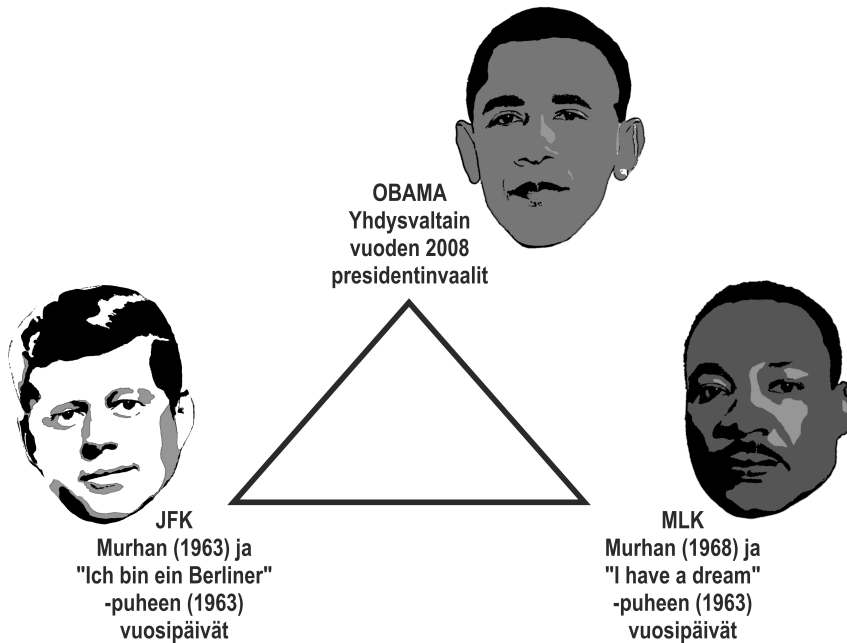 OBAMA
Yhdysvaltain
vuoden 2008
presidentinvaalit
JFK
Murhan (1963) ja
"Ich bin ein Berliner"
-puheen (1963)
vuosipäivät
MLK
Murhan (1968) ja
"I have a dream"
-puheen (1963)
vuosipäivät